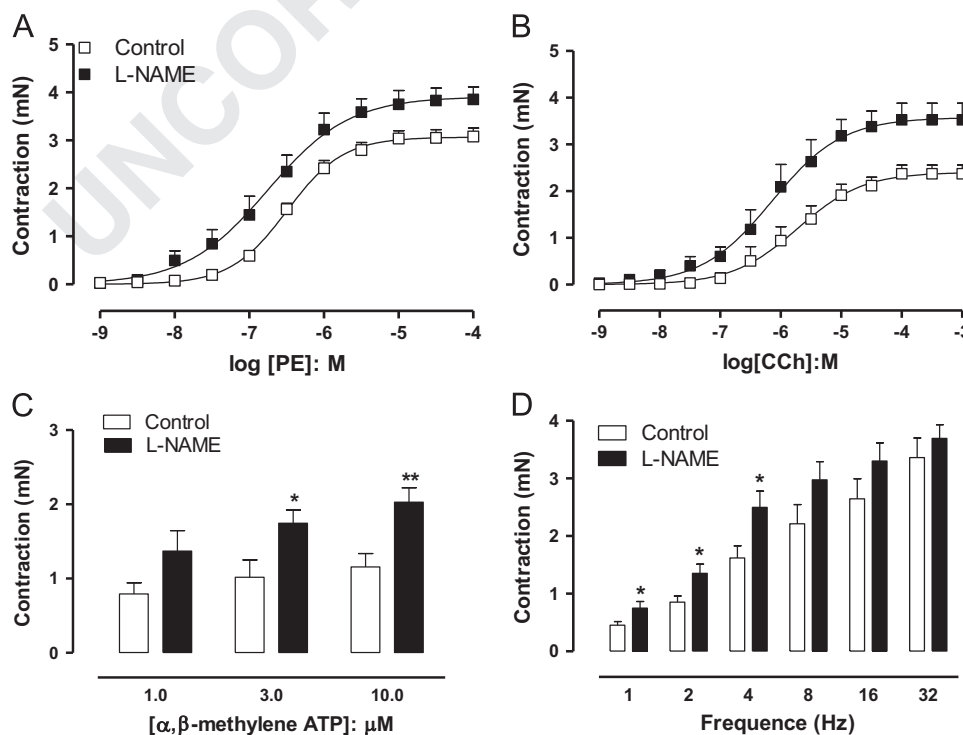 UNCOR
A
Control
L-NAME
Contraction (mN)
5
4
3
2
1
0
-9 -8 -7 -6 -5 -4
log [PE]: M
B
Contraction (mN)
5
4
3
2
1
0
-9 -8 -7 -6 -5 -4 -3
log[CCh]:M
C
Control
L-NAME
Contraction (mN)
3
2
1
0
* **
1.0 3.0 10.0
[α,β-methylene ATP]: μM
D
Control
L-NAME
Contraction (mN)
4
3
2
1
0
* * *
1 2 4 8 16 32
Frequence (Hz)